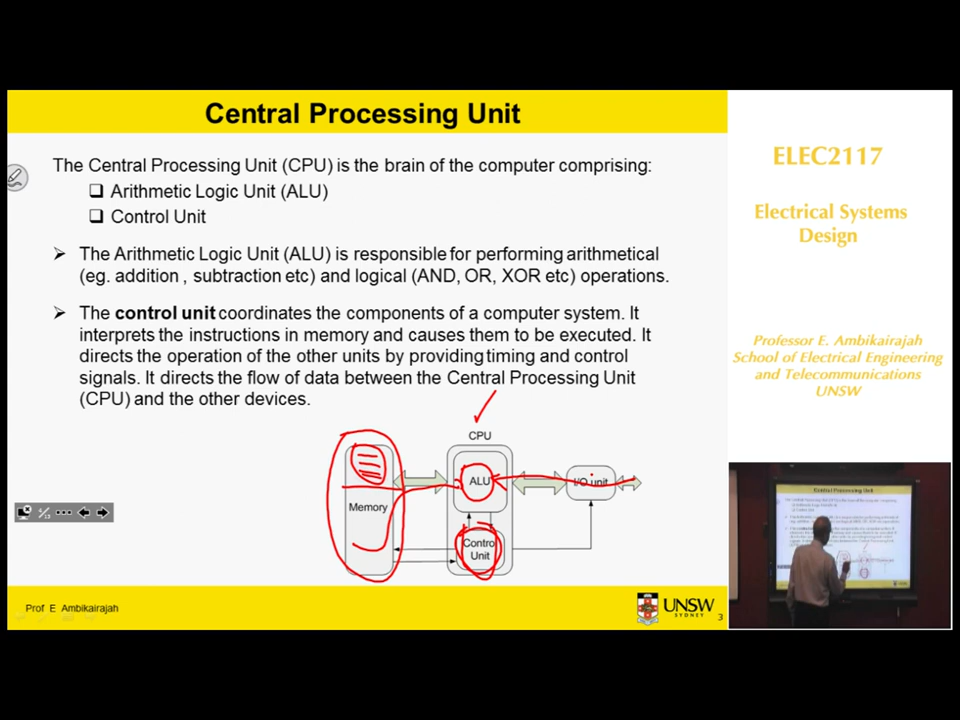 Central Processing Unit
The Central Processing Unit (CPU) is the brain of the computer comprising:
❑ Arithmetic Logic Unit (ALU)
❑ Control Unit
➢ The Arithmetic Logic Unit (ALU) is responsible for performing arithmetical
(eg. addition , subtraction etc) and logical (AND, OR, XOR etc) operations.
➢ The control unit coordinates the components of a computer system. It
interprets the instructions in memory and causes them to be executed. It
directs the operation of the other units by providing timing and control
signals. It directs the flow of data between the Central Processing Unit
(CPU) and the other devices.
CPU
ALU
I/O unit
Memory
Control
Unit
Prof E Ambikairajah
UNSW
SYDNEY
3
ELEC2117
Electrical Systems
Design
Professor E. Ambikairajah
School of Electrical Engineering
and Telecommunications
UNSW
Central Processing Unit